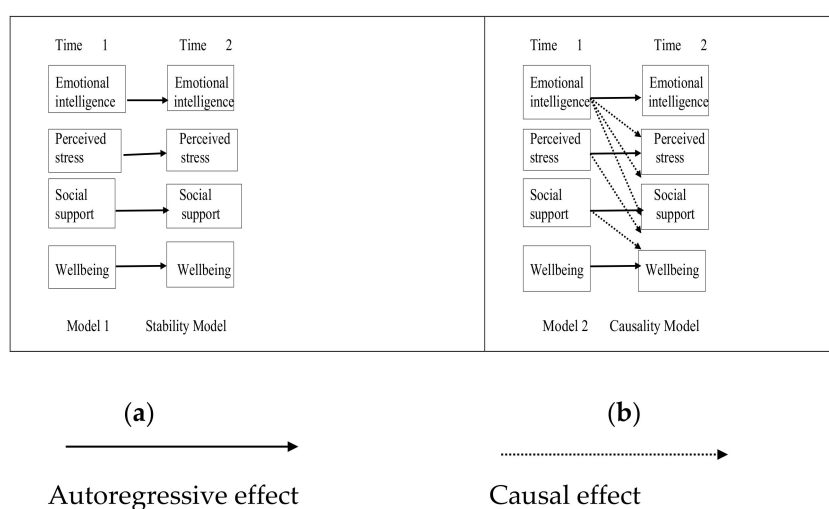 Time 1 Time 2
Emotional intelligence
Emotional intelligence
Perceived stress
Perceived stress
Social support
Social support
Wellbeing
Wellbeing
Model 1 Stability Model
Time 1 Time 2
Emotional intelligence
Emotional intelligence
Perceived stress
Perceived stress
Social support
Social support
Wellbeing
Wellbeing
Model 2 Causality Model
(a)
(b)
Autoregressive effect
Causal effect